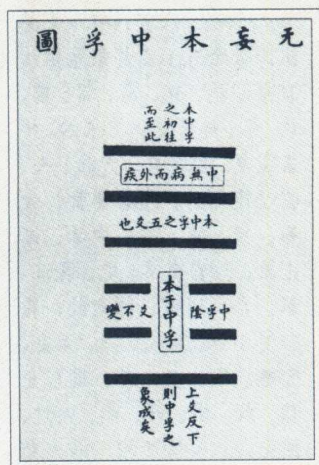 无妄本中孚圖
本中孚
之初往
而至此
中無病而外疾
本中孚之五爻也
中孚陰
本于中孚
爻不變
上爻反下
則中孚之
象成矣